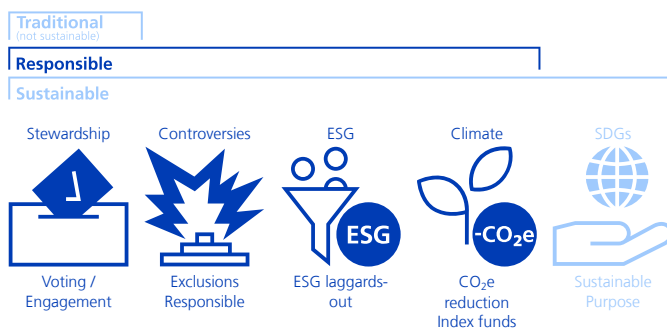 Traditional
(not sustainable)
Responsible
Sustainable
Stewardship
Controversies
ESG
Climate
SDGs
ESG
-CO₂e
Voting /
Engagement
Exclusions
Responsible
ESG laggards-
out
CO₂e
reduction
Index funds
Sustainable
Purpose